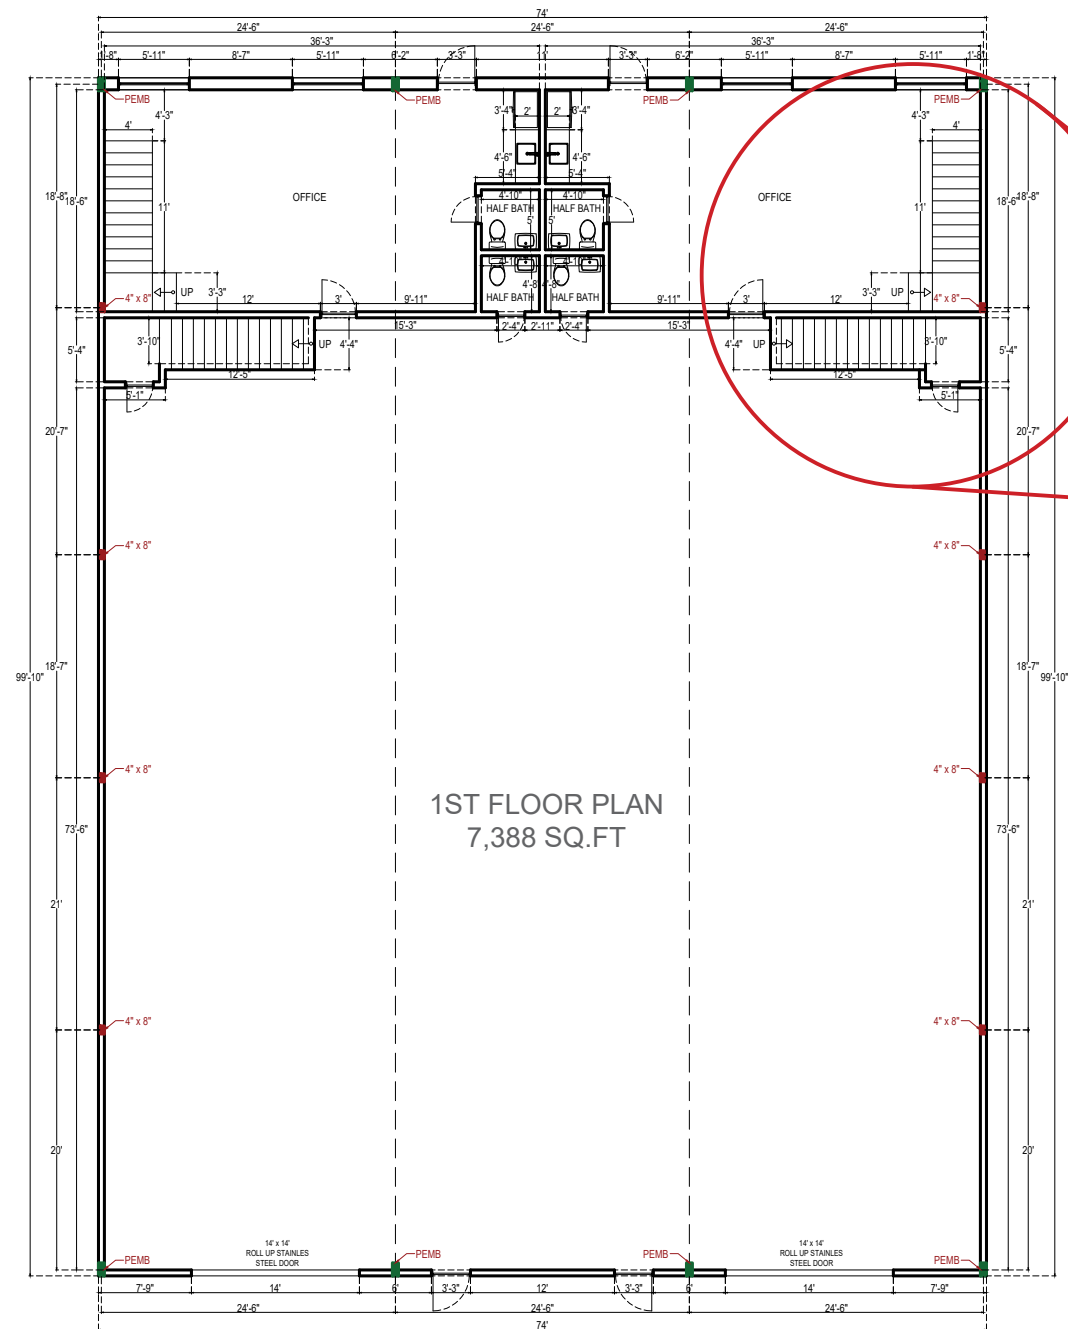 74'
24'-6" 24'-6" 24'-6"
36'-3" 36'-3"
1'-8" 5'-11" 8'-7" 5'-11" 6'-2" 3'-3" 11' 3'-3" 6'-2" 5'-11" 8'-7" 5'-11" 1'-8"
PEMB PEMB PEMB PEMB
4'-3" 3'-4" 2' 2' 3'-4" 4'-3"
4' 4'
4'-6" 4'-6"
5'-4" 5'-4"
18'-8" 18'-6" OFFICE 4'-10" 4'-10" OFFICE 18'-6" 18'-8"
11' HALF BATH HALF BATH 11'
5' 5'
4'-10" 4'-10"
4'-8" 4'-8"
UP 3'-3" 3'-3" UP
4" x 8" HALF BATH HALF BATH 4" x 8"
12' 3' 9'-11" 9'-11" 3' 12'
15'-3" 2'-4" 2'-11" 2'-4" 15'-3"
5'-4" 3'-10" UP 4'-4" 4'-4" UP 3'-10" 5'-4"
12'-5" 12'-5"
5'-1" 5'-1"
20'-7" 20'-7"
4" x 8" 4" x 8"
18'-7" 18'-7"
99'-10" 99'-10"
4" x 8" 4" x 8"
1ST FLOOR PLAN
73'-6" 7,388 SQ.FT 73'-6"
21' 21'
4" x 8" 4" x 8"
20' 20'
14' x 14' 14' x 14'
ROLL UP STAINLES ROLL UP STAINLES
STEEL DOOR STEEL DOOR
PEMB PEMB PEMB PEMB
7'-9" 14' 6' 3'-3" 12' 3'-3" 6' 14' 7'-9"
24'-6" 24'-6" 24'-6"
74'